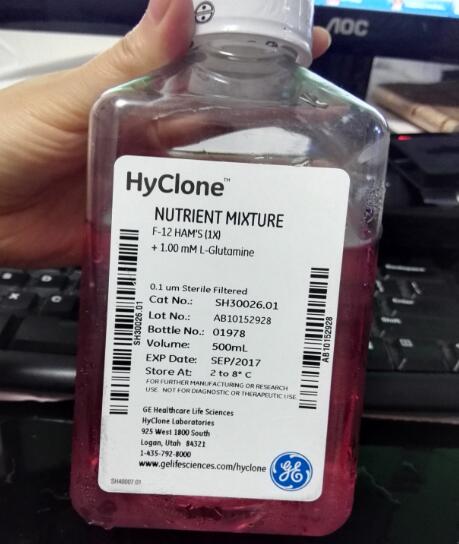 AOC
HyClone™
NUTRIENT MIXTURE
F-12 HAM'S (1X)
+ 1.00 mM L-Glutamine
0.1 um Sterile Filtered
Cat No.: SH30026.01
Lot No.: AB10152928
Bottle No.: 01978
Volume: 500mL
EXP Date: SEP/2017
Store At: 2 to 8° C
FOR FURTHER MANUFACTURING OR RESEARCH
USE. NOT FOR DIAGNOSTIC OR THERAPEUTIC USE.
SH30026.01
AB10152928
GE Healthcare Life Sciences
HyClone Laboratories
925 West 1800 South
Logan, Utah 84321
1-435-792-8000
www.gelifesciences.com/hyclone
GE
SH40007.01